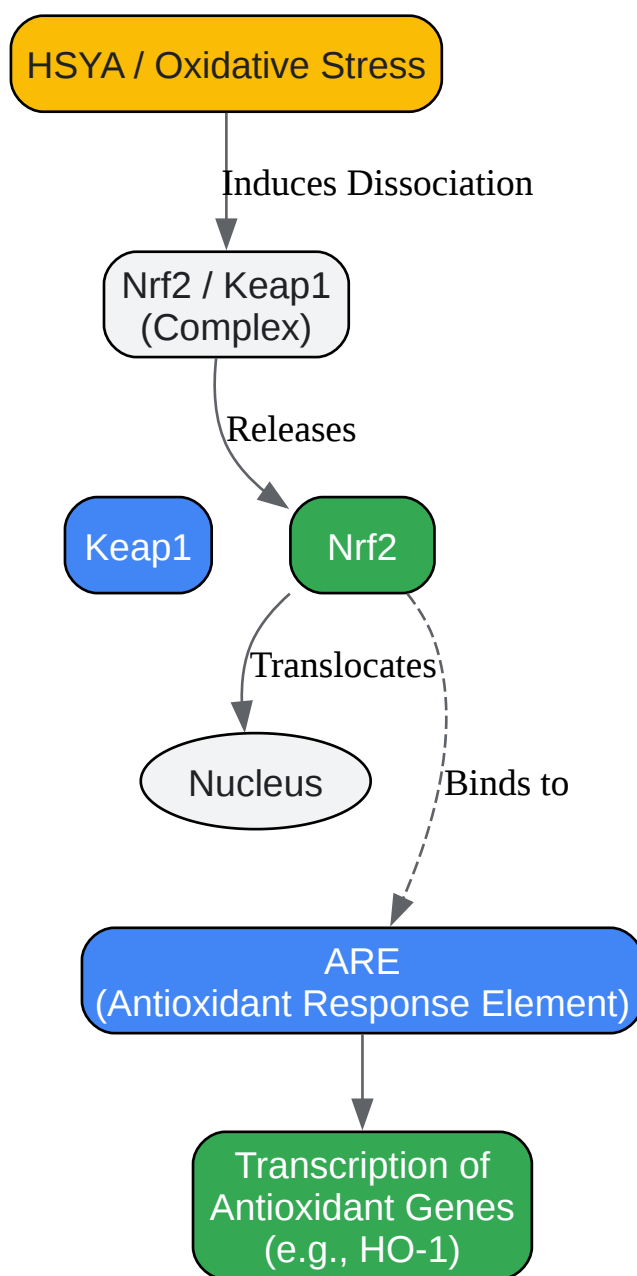 HSYA / Oxidative Stress
Induces Dissociation
Nrf2 / Keap1
(Complex)
Releases
Keap1
Nrf2
Translocates
Nucleus
Binds to
ARE
(Antioxidant Response Element)
Transcription of
Antioxidant Genes
(e.g., HO-1)